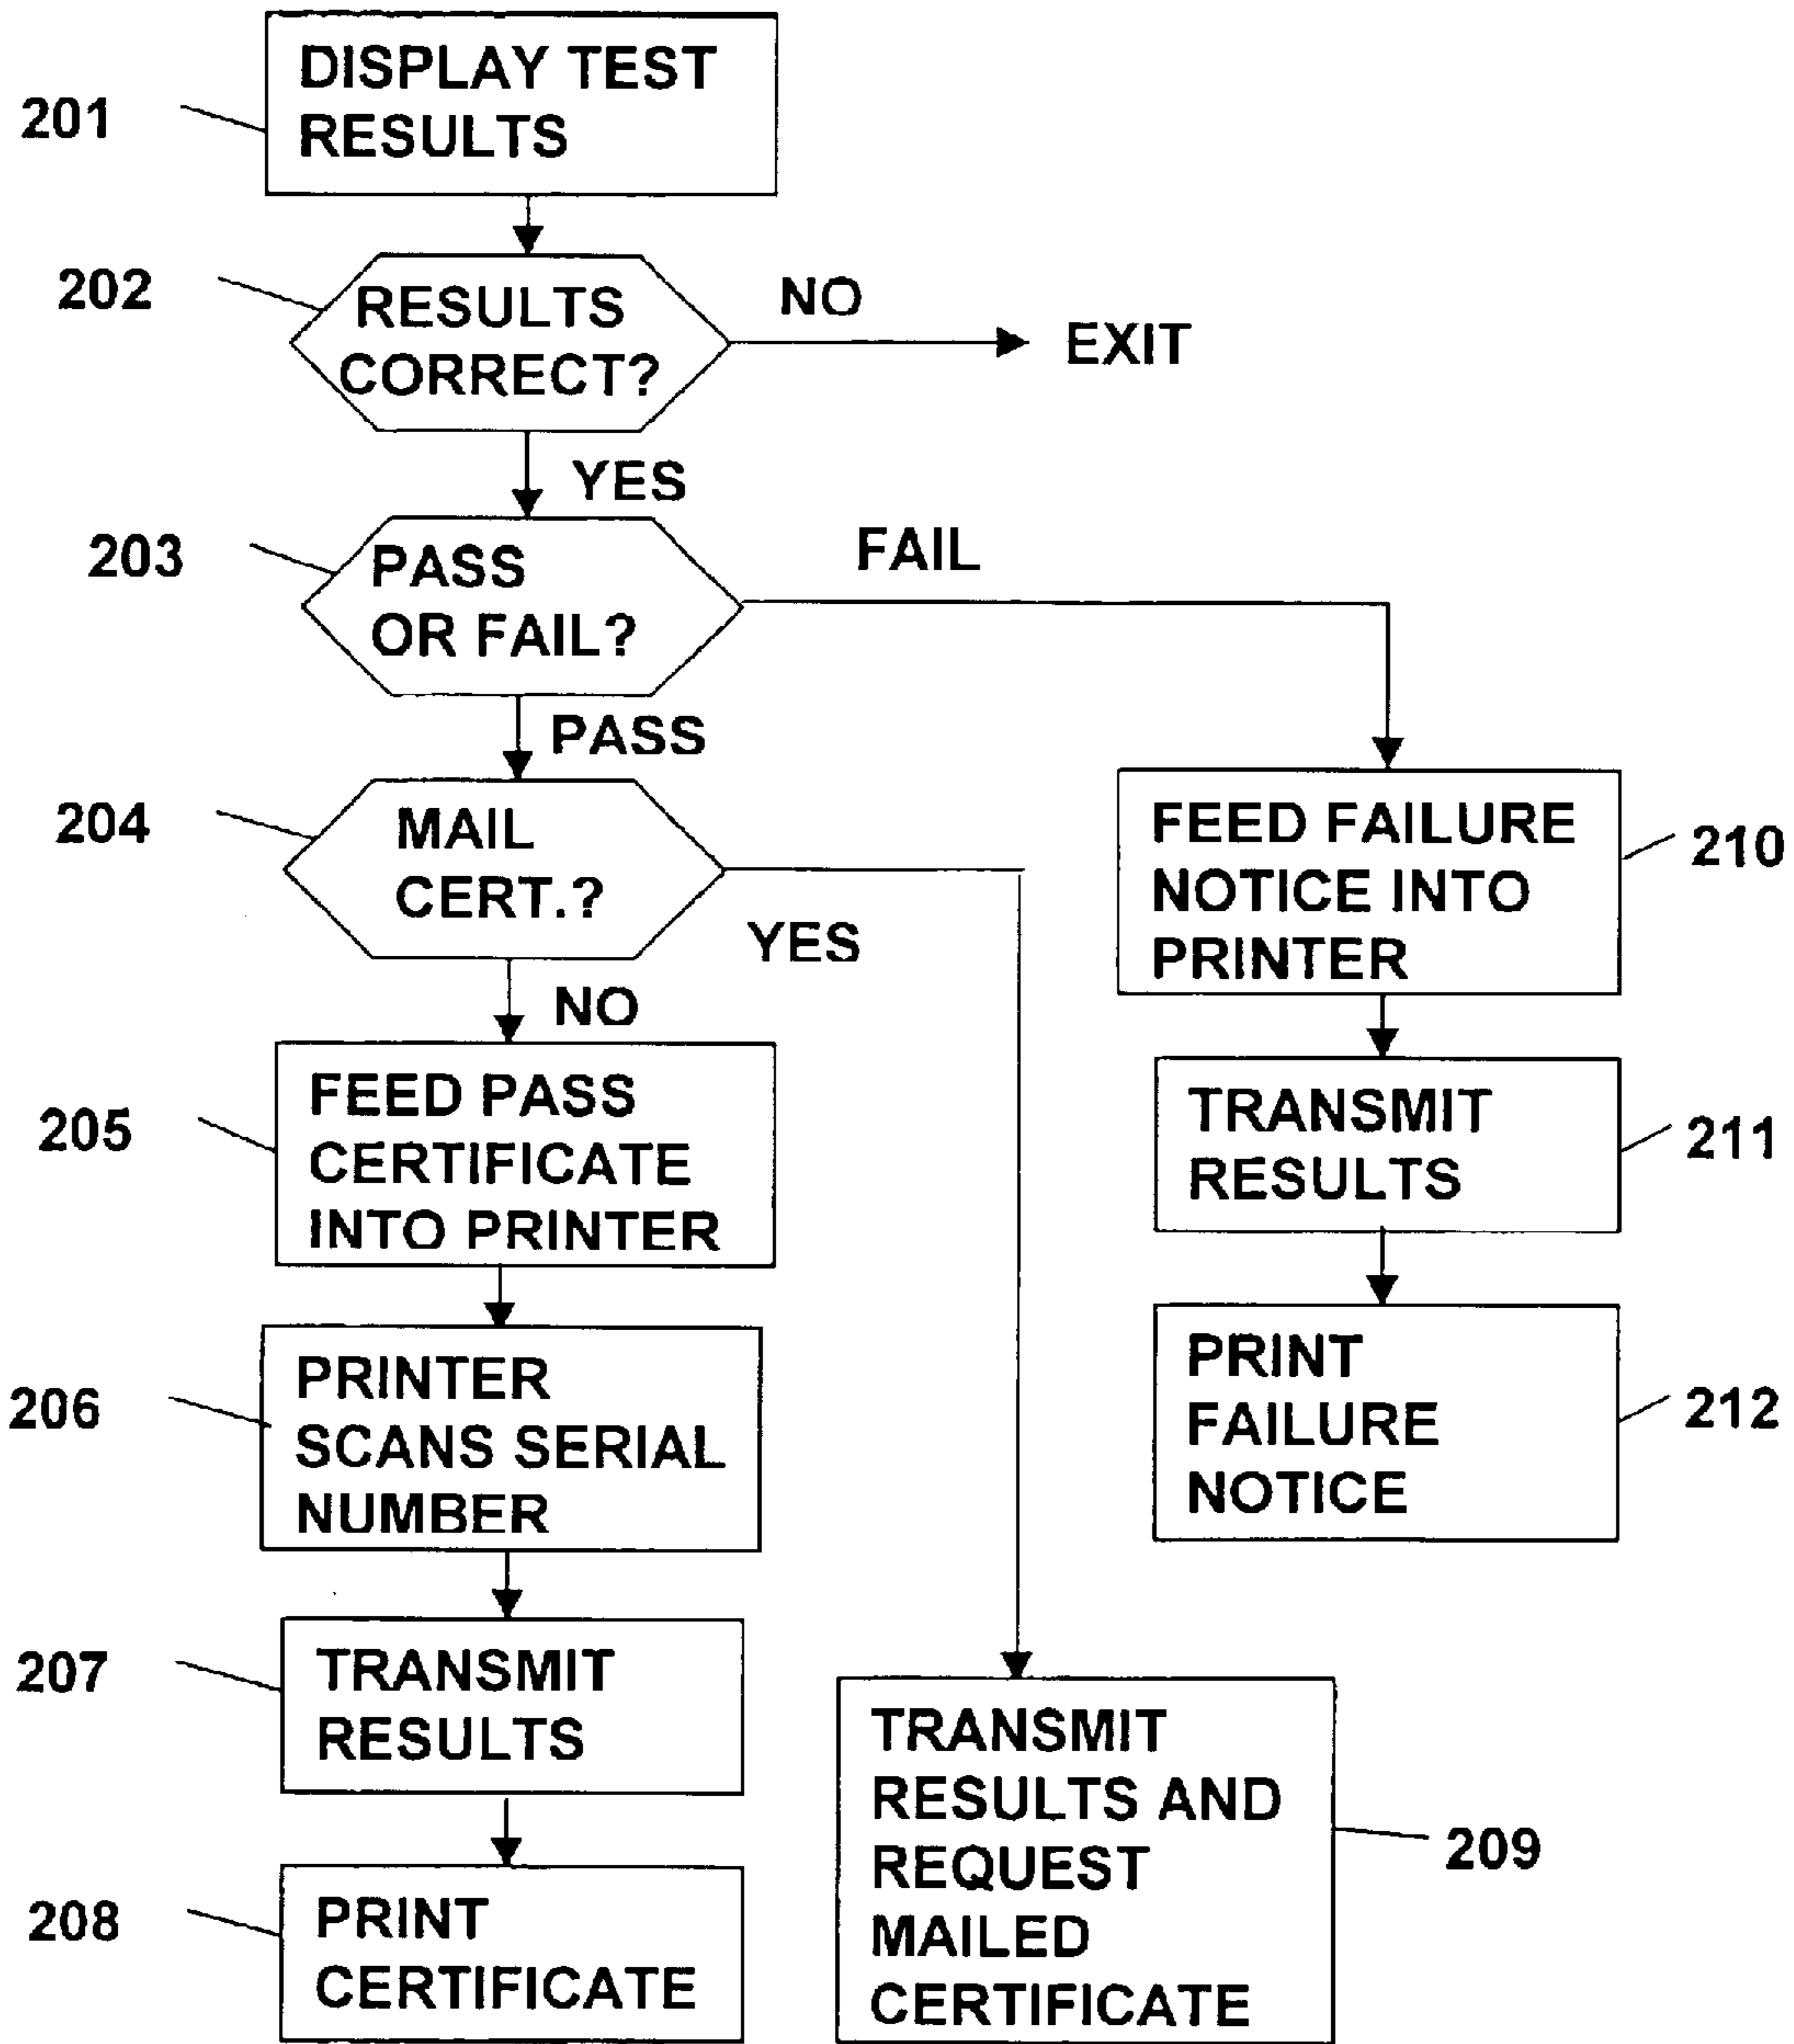 201
DISPLAY TEST
RESULTS
202
RESULTS
CORRECT?
NO
EXIT
YES
203
PASS
OR FAIL?
FAIL
PASS
204
MAIL
CERT.?
YES
NO
205
FEED PASS
CERTIFICATE
INTO PRINTER
206
PRINTER
SCANS SERIAL
NUMBER
207
TRANSMIT
RESULTS
208
PRINT
CERTIFICATE
TRANSMIT
RESULTS AND
REQUEST
MAILED
CERTIFICATE
209
FEED FAILURE
NOTICE INTO
PRINTER
210
TRANSMIT
RESULTS
211
PRINT
FAILURE
NOTICE
212